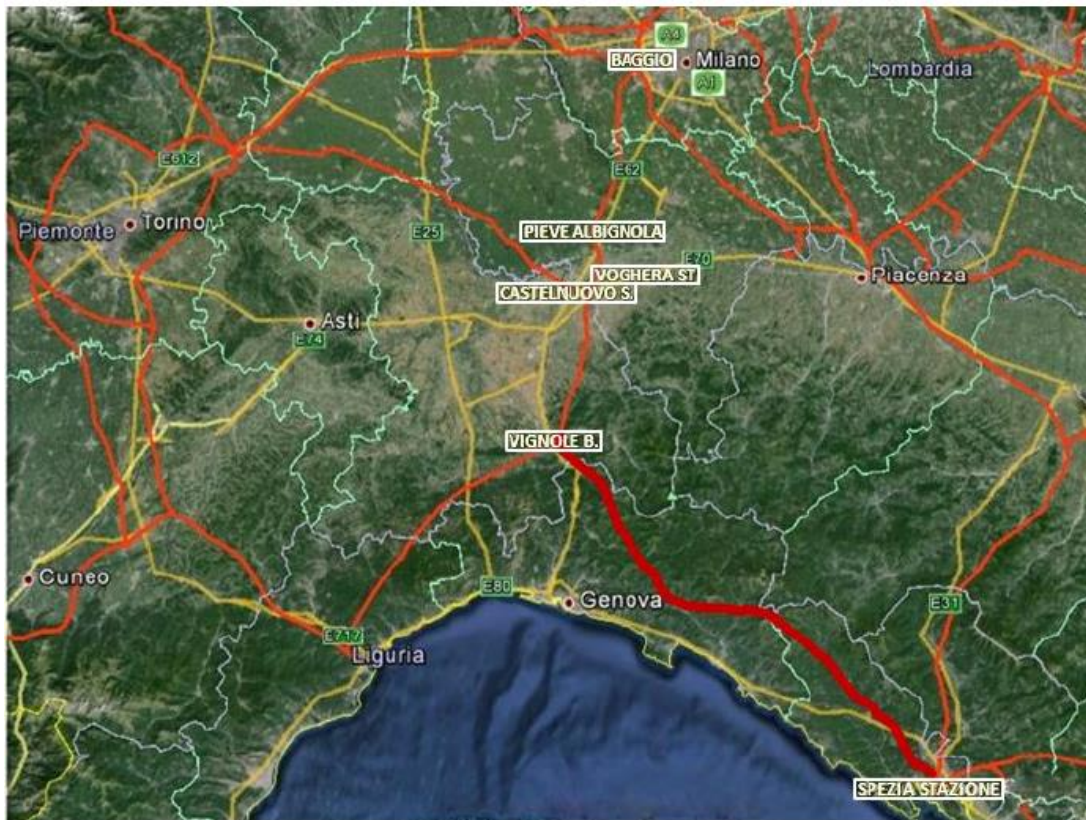 A4
BAGGIO
Milano
A1
Lombardia
E612
E62
Torino
Piemonte
PIEVE ALBIGNOLA
E25
E70
VOGHERA ST
Piacenza
CASTELNUOVO S.
Asti
E74
VIGNOLE B.
Cuneo
E80
Genova
E31
E717
Liguria
SPEZIA STAZIONE